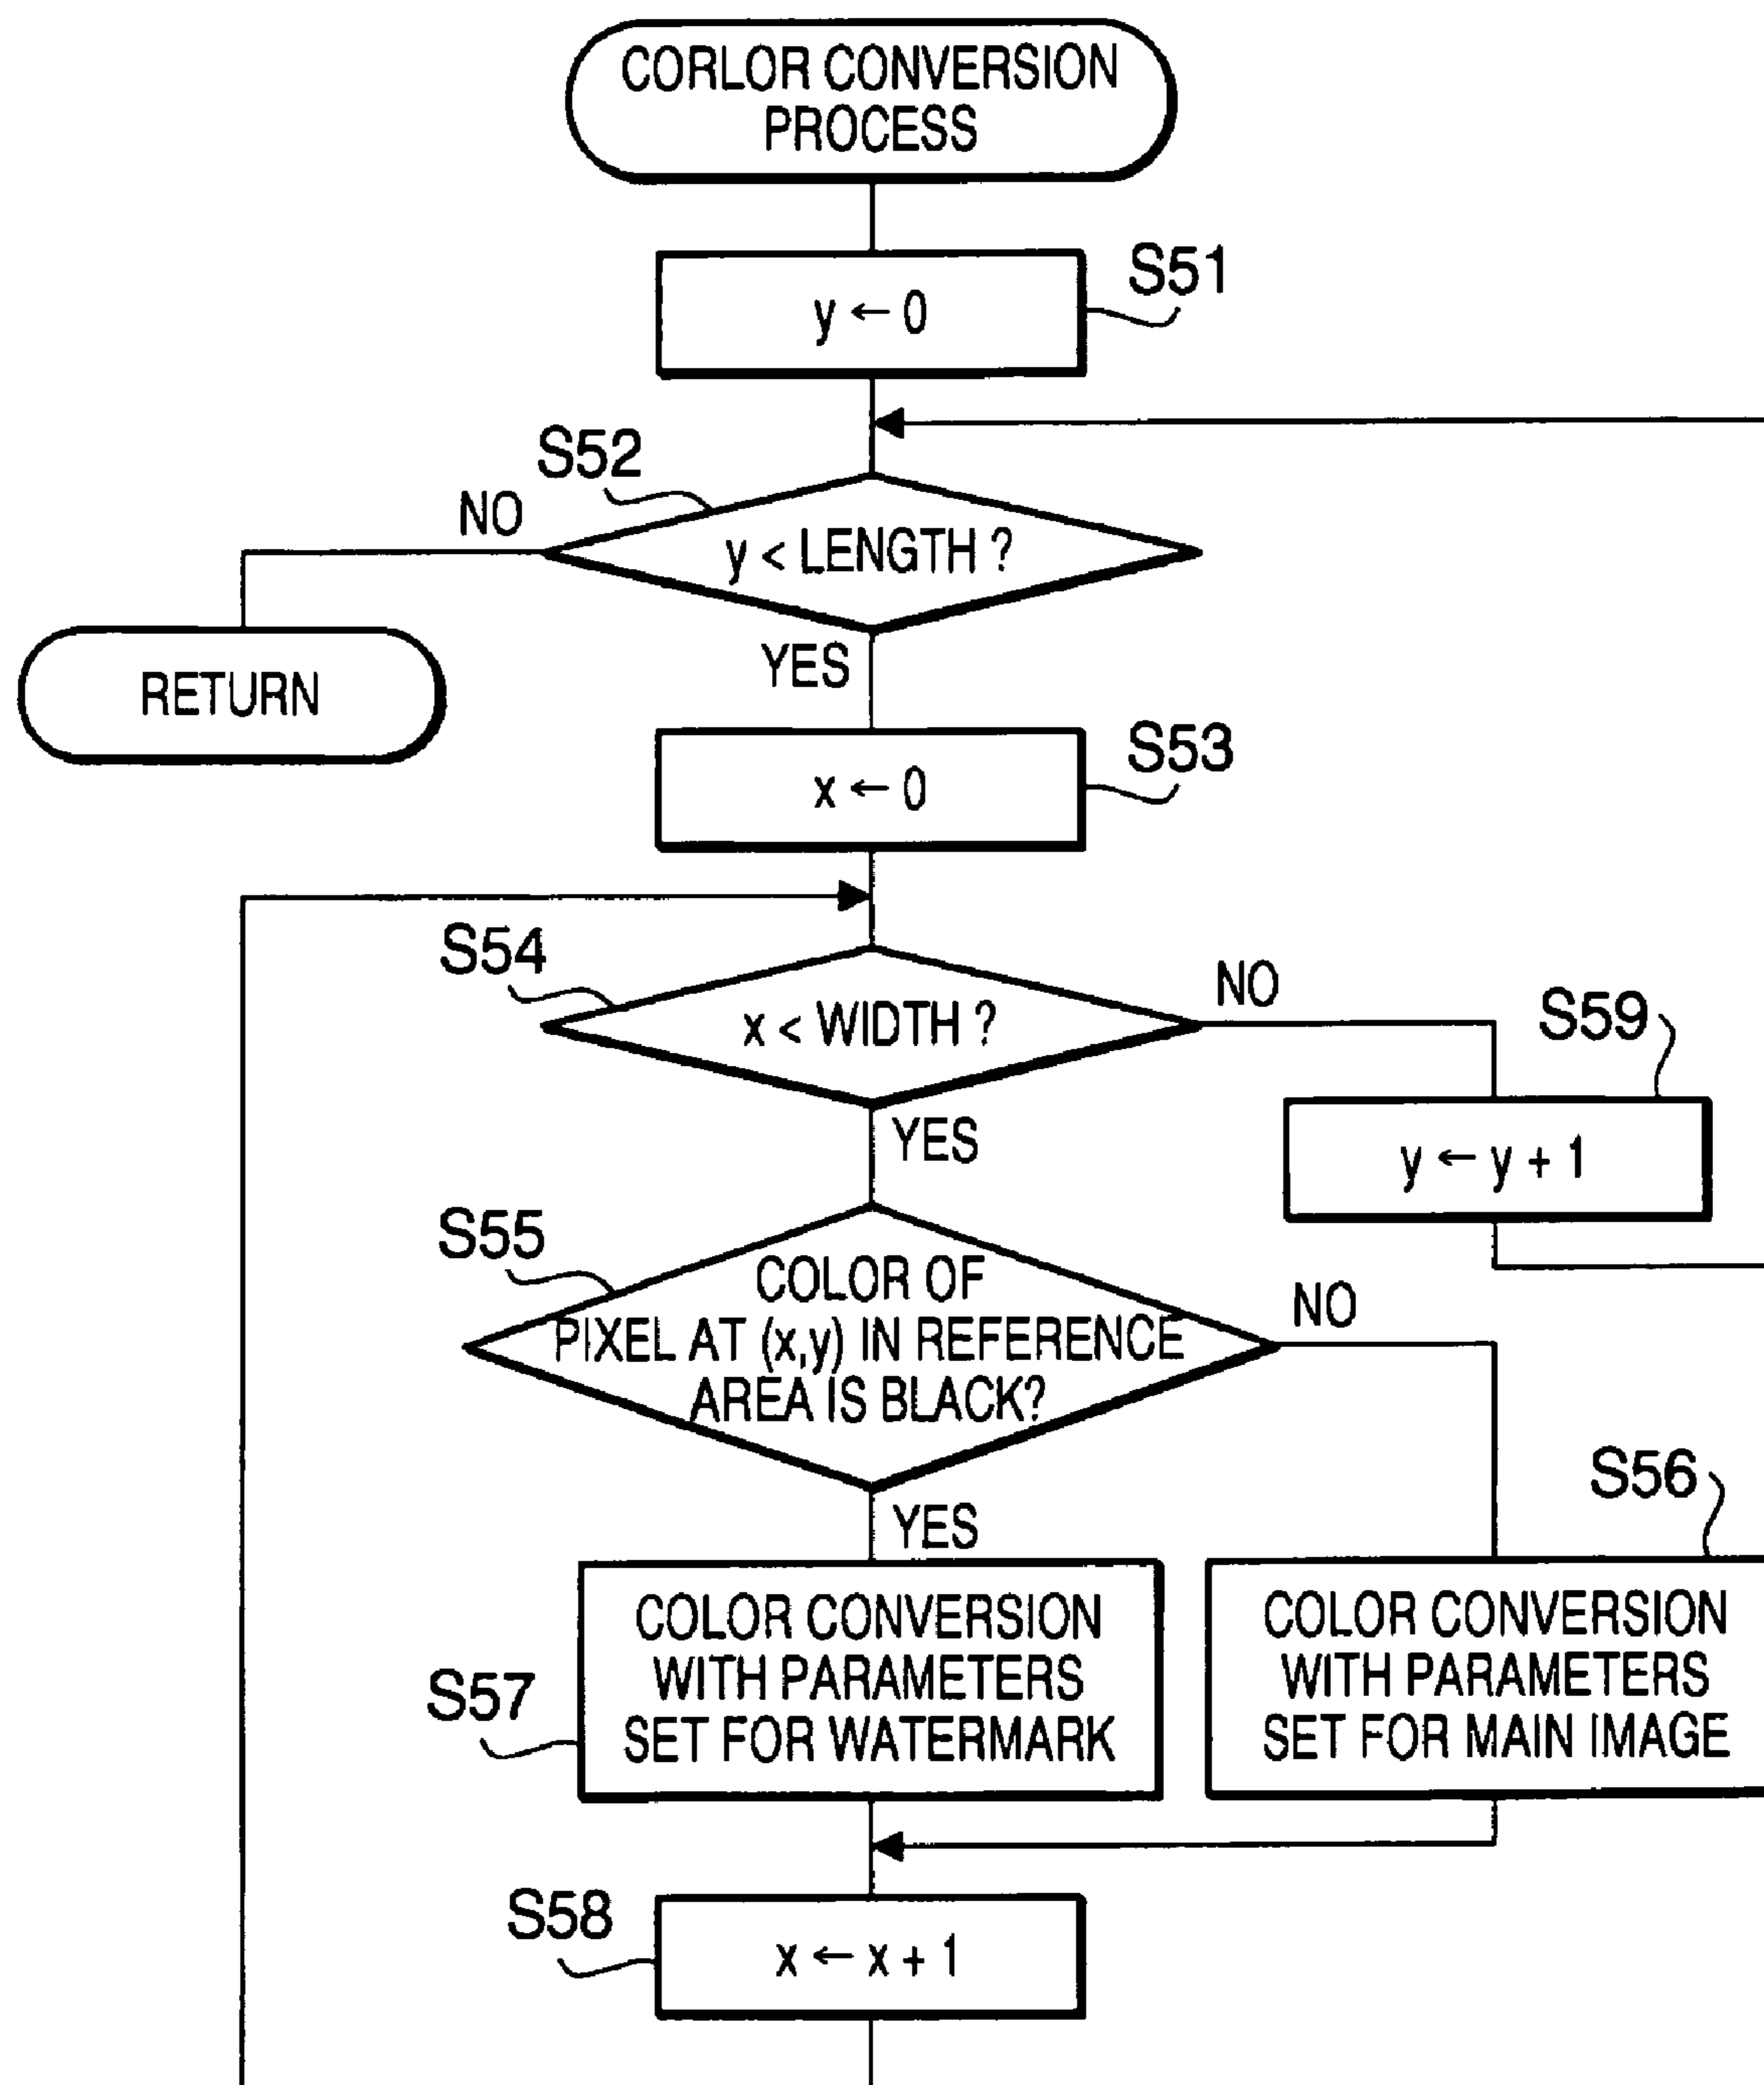 CORLOR CONVERSION
PROCESS
S51
y ← 0
S52
NO
y < LENGTH ?
YES
RETURN
S53
x ← 0
S54
NO
x < WIDTH ?
S59
YES
y ← y + 1
S55
COLOR OF
PIXEL AT (x,y) IN REFERENCE
AREA IS BLACK?
NO
YES
S56
COLOR CONVERSION
WITH PARAMETERS
SET FOR WATERMARK
S57
COLOR CONVERSION
WITH PARAMETERS
SET FOR MAIN IMAGE
S58
x ← x + 1